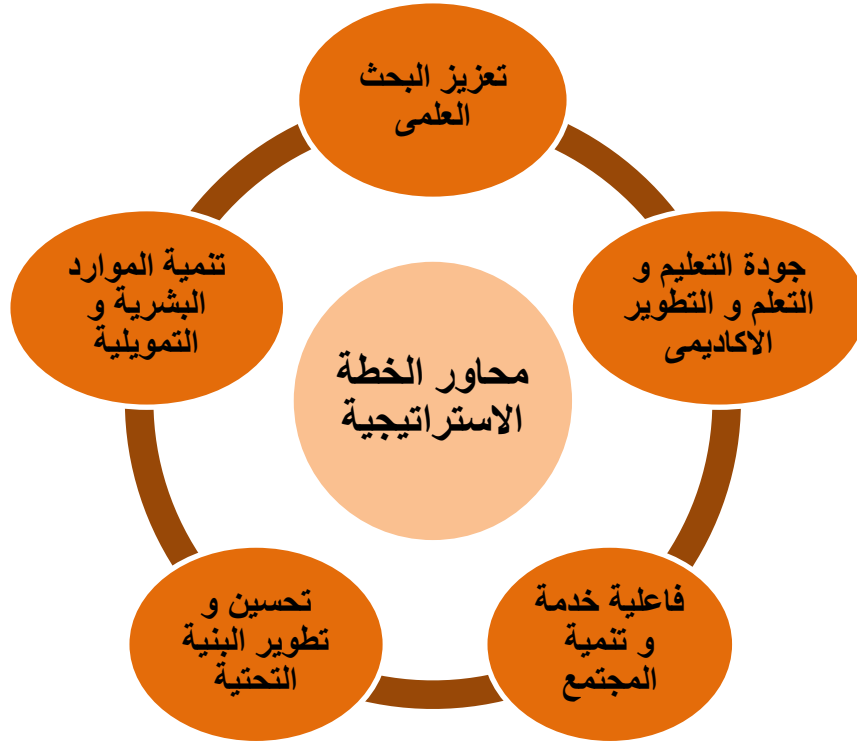 تعزيز البحث
العلمى
جودة التعليم و
التعلم و التطوير
الاكاديمى
تنمية الموارد
البشرية و
التمويلية
محاور الخطة
الاستراتيجية
فاعلية خدمة
و تنمية
المجتمع
تحسين و
تطوير البنية
التحتية